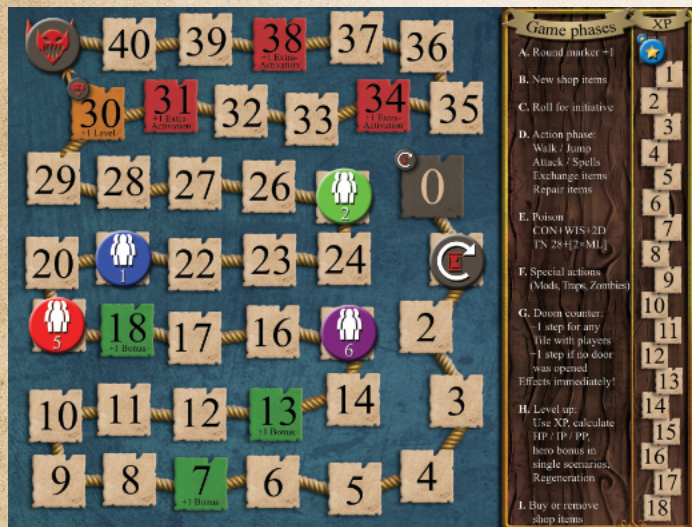 40 39 38 37 36
+1 Extra-
Activation
30 31 32 33 34 35
+1 Level
+1 Extra-
Activation
+1 Extra-
Activation
29 28 27 26 2 0
20 1 22 23 24
5 18 17 16 6 2
+1 Bonus
10 11 12 13 14 3
+1 Bonus
9 8 7 6 5 4
+1 Bonus
Game phases
A. Round marker +1
B. New shop items
C. Roll for initiative
D. Action phase:
Walk / Jump
Attack / Spells
Exchange items
Repair items
E. Poison
CON+WIS+2D
TN 28+[2×ML]
F. Special actions
(Mods, Traps, Zombies)
G. Doom counter:
−1 step for any
Tile with players
−1 step if no door
was opened
Effects immediately!
H. Level up:
Use XP, calculate
HP / IP / PP,
hero bonus in
single scenarios,
Regeneration
I. Buy or remove
shop items
XP
1
2
3
4
5
6
7
8
9
10
11
12
13
14
15
16
17
18